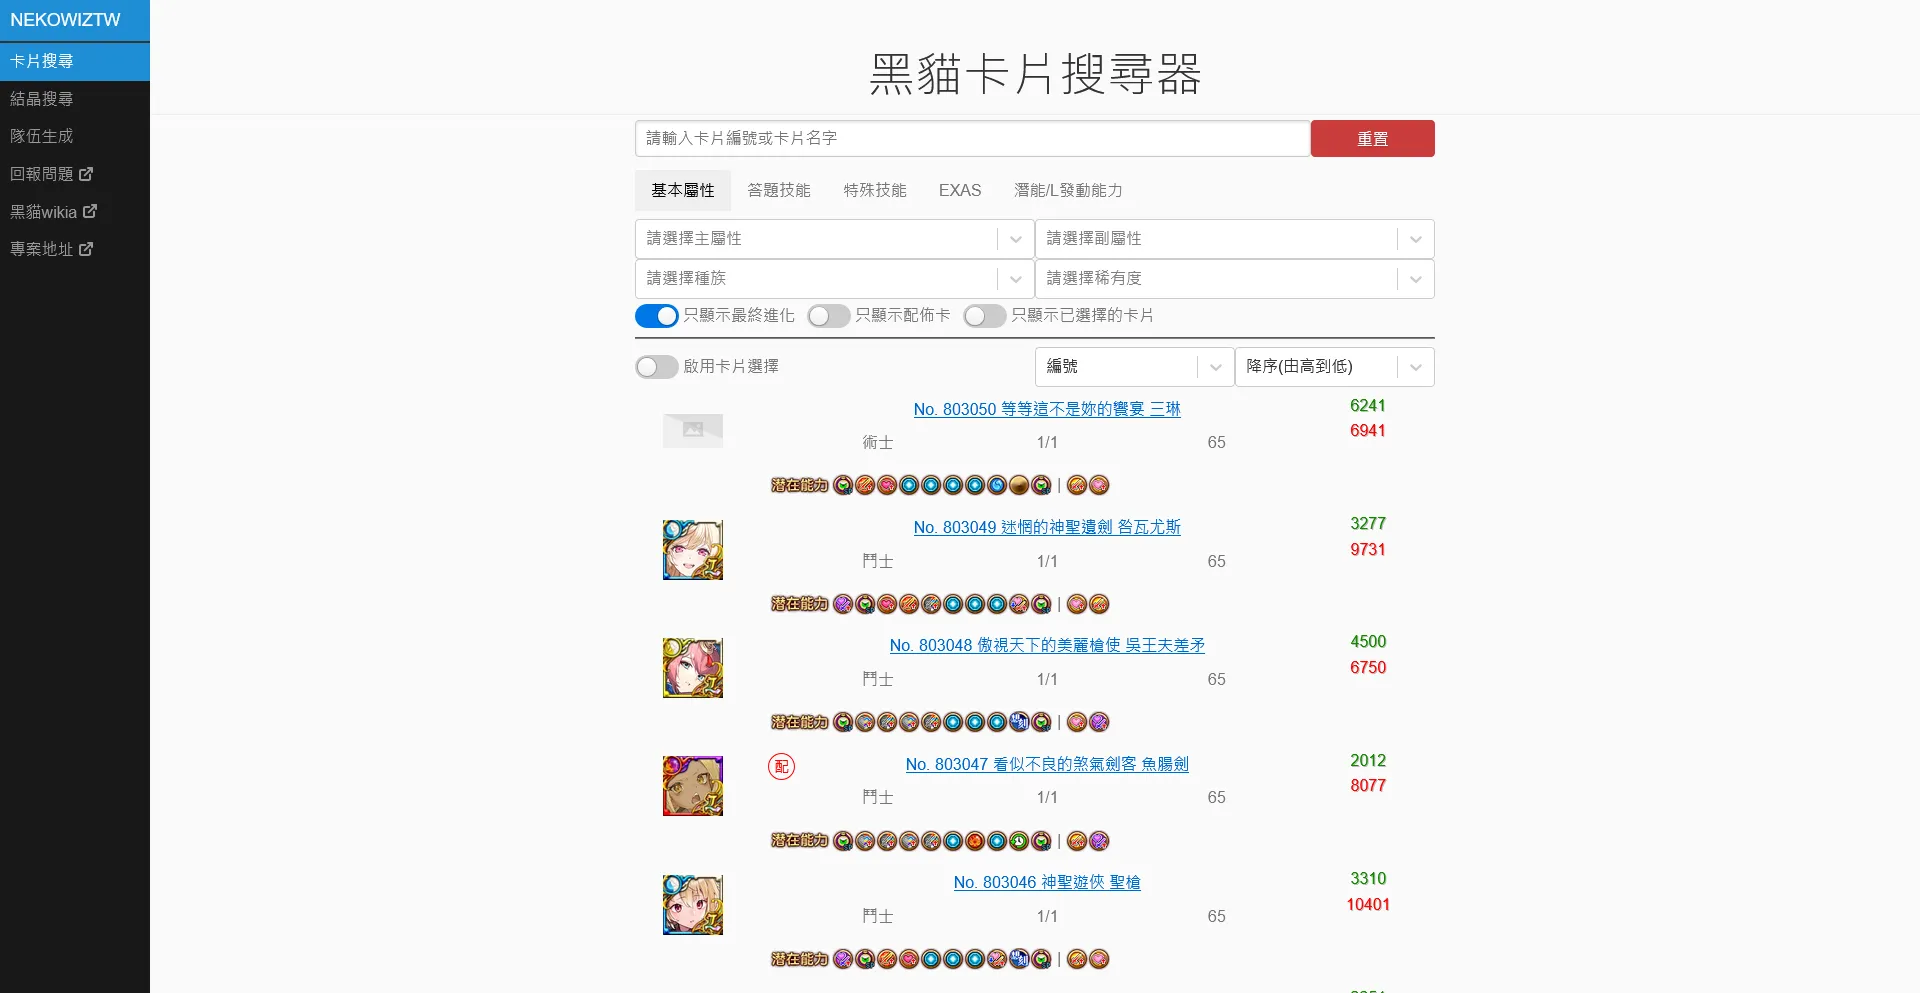 NEKOWIZTW
卡片搜尋
結晶搜尋
隊伍生成
回報問題
黑貓wikia
專案地址
黑貓卡片搜尋器
請輸入卡片編號或卡片名字
重置
基本屬性 答題技能 特殊技能 EXAS 潛能/L發動能力
請選擇主屬性 請選擇副屬性
請選擇種族 請選擇稀有度
只顯示最終進化 只顯示配佈卡 只顯示已選擇的卡片
啟用卡片選擇 編號 降序(由高到低)
No. 803050 等等這不是妳的饗宴 三琳 6241
術士 1/1 65 6941
潜在能力 |
No. 803049 迷惘的神聖遺劍 咎瓦尤斯 3277
鬥士 1/1 65 9731
潜在能力 |
No. 803048 傲視天下的美麗槍使 吳王夫差矛 4500
鬥士 1/1 65 6750
潜在能力 |
配 No. 803047 看似不良的煞氣劍客 魚腸劍 2012
鬥士 1/1 65 8077
潜在能力 |
No. 803046 神聖遊俠 聖槍 3310
鬥士 1/1 65 10401
潜在能力 |